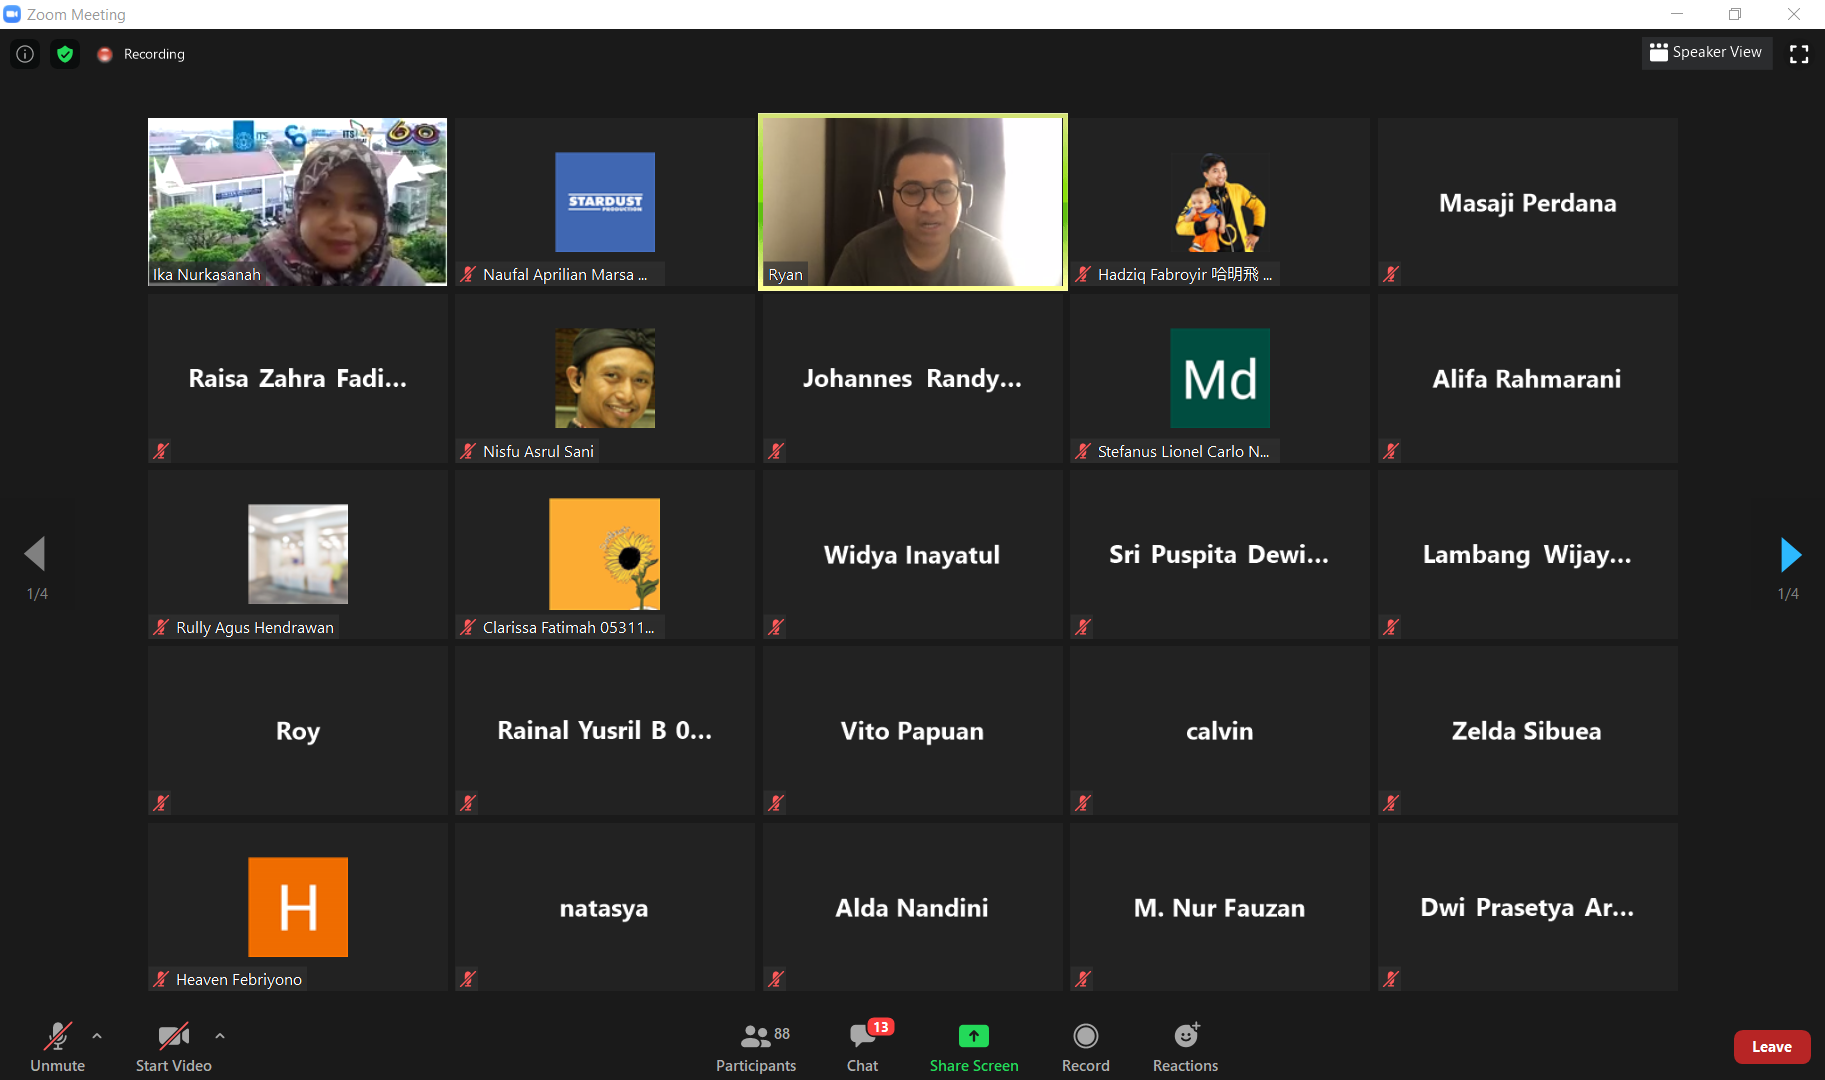 Zoom Meeting
Recording
Speaker View
ITS
ITS
60
Ika Nurkasanah
STARDUST
PRODUCTION
Naufal Aprilian Marsa ...
Ryan
Hadziq Fabroyir 哈明飛 ...
Masaji Perdana
Raisa Zahra Fadi...
Nisfu Asrul Sani
Johannes Randy...
Md
Stefanus Lionel Carlo N...
Alifa Rahmarani
Rully Agus Hendrawan
Clarissa Fatimah 05311...
Widya Inayatul
Sri Puspita Dewi...
Lambang Wijay...
1/4
1/4
Roy
Rainal Yusril B 0...
Vito Papuan
calvin
Zelda Sibuea
H
Heaven Febriyono
natasya
Alda Nandini
M. Nur Fauzan
Dwi Prasetya Ar...
Unmute
Start Video
88
Participants
13
Chat
Share Screen
Record
Reactions
Leave